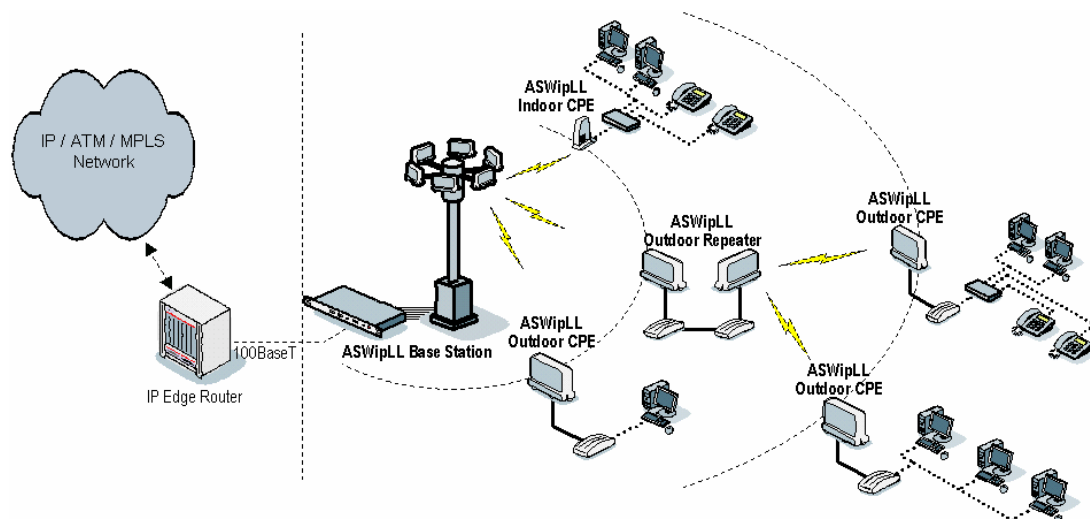 IP / ATM / MPLS
Network
ASWipLL
Indoor CPE
ASWipLL
Outdoor Repeater
ASWipLL
Outdoor CPE
100BaseT
IP Edge Router
ASWipLL Base Station
ASWipLL
Outdoor CPE
ASWipLL
Outdoor CPE